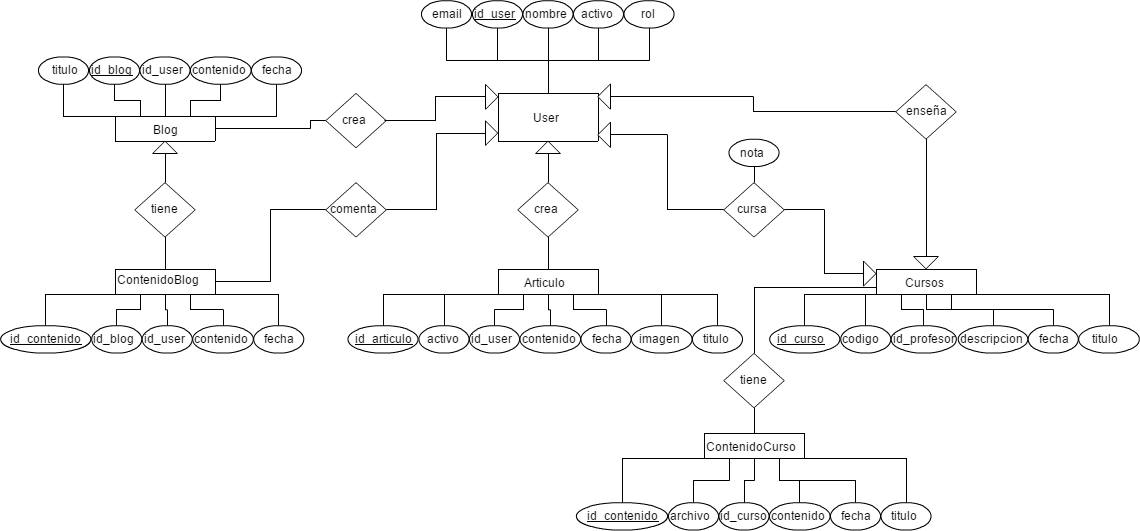 email id_user nombre activo rol
titulo id_blog id_user contenido fecha
User
enseña
crea
Blog
nota
tiene
comenta
crea
cursa
ContenidoBlog
Articulo
Cursos
id_contenido id_blog id_user contenido fecha
id_articulo activo id_user contenido fecha imagen titulo
id_curso codigo id_profesor descripcion fecha titulo
tiene
ContenidoCurso
id_contenido archivo id_curso contenido fecha titulo